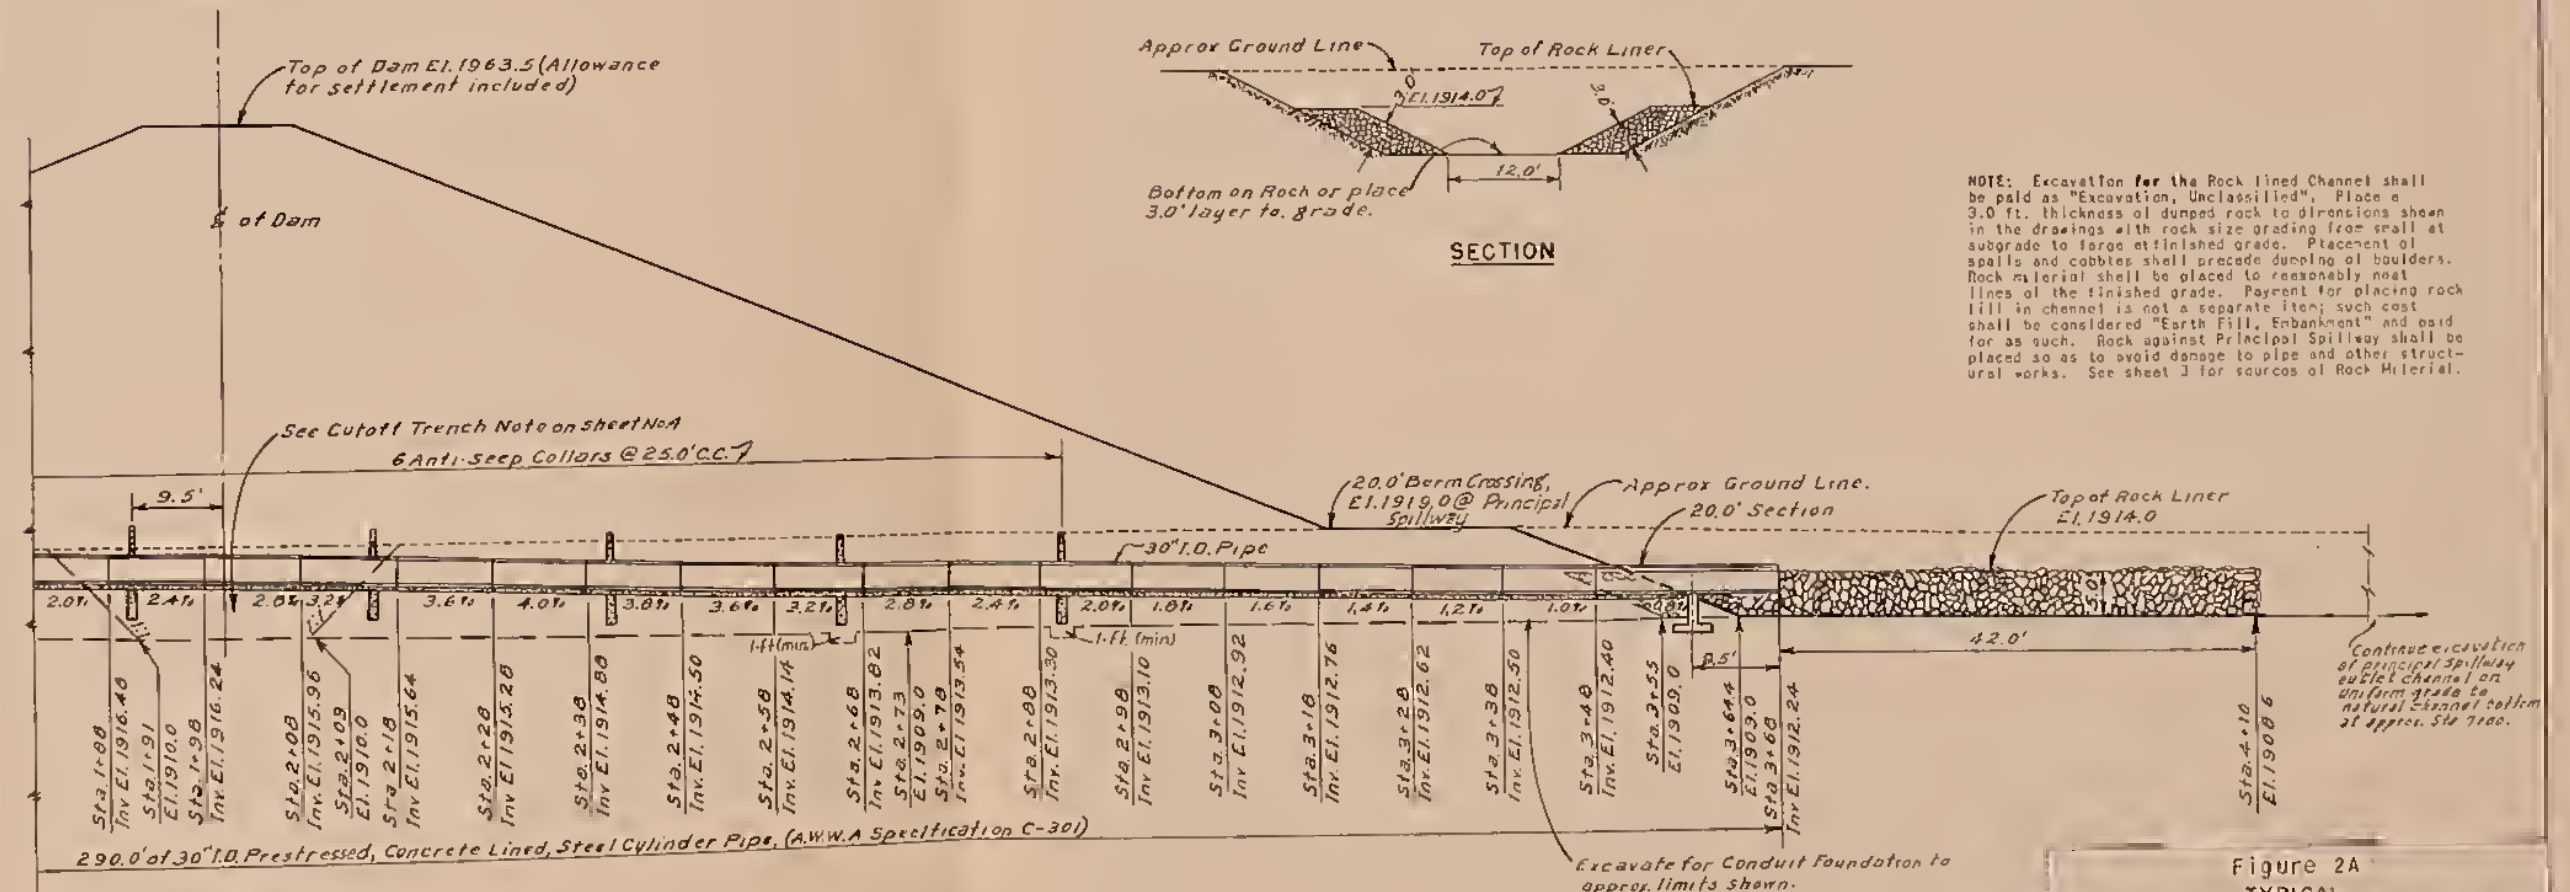 Top of Dam El. 1963.5 (Allowance
for settlement included)
℄ of Dam
Approx Ground Line
Top of Rock Liner
3.0'
El. 1914.0
3.0'
12.0'
Bottom on Rock or place
3.0' layer to grade.
SECTION
NOTE: Excavation for the Rock lined Channel shall
be paid as "Excavation, Unclassified". Place a
3.0 ft. thickness of dumped rock to dimensions shown
in the drawings with rock size grading from small at
subgrade to large at finished grade. Placement of
spalls and cobbles shall precede dumping of boulders.
Rock material shall be placed to reasonably neat
lines of the finished grade. Payment for placing rock
fill in channel is not a separate item; such cost
shall be considered "Earth Fill, Embankment" and paid
for as such. Rock against Principal Spillway shall be
placed so as to avoid damage to pipe and other struct-
ural works. See sheet 3 for sources of Rock Material.
See Cutoff Trench Note on Sheet No. 4
6 Anti-Seep Collars @ 25.0' C.C.
9.5'
20.0' Berm Crossing,
El. 1919.0 @ Principal
Spillway
Approx Ground Line.
20.0' Section
Top of Rock Liner
El. 1914.0
30" I.D. Pipe
2.0% 2.4% 2.8% 3.2% 3.6% 4.0% 3.8% 3.6% 3.2% 2.8% 2.4% 2.0% 1.8% 1.6% 1.4% 1.2% 1.0% 0.8%
1-ft (min)
1-Ft. (min)
8.5'
42.0'
5.0'
Sta. 1+88
Inv El. 1916.48
Sta. 1+91
El. 1910.0
Sta. 1+98
Inv. El. 1916.24
Sta. 2+08
Inv. El. 1915.96
Sta. 2+09
El. 1910.0
Sta 2+18
Inv El. 1915.64
Sta. 2+28
Inv El 1915.28
Sta. 2+38
Inv El. 1914.88
Sta. 2+48
Inv. El. 1914.50
Sta. 2+58
Inv El. 1914.14
Sta. 2+68
Inv El. 1913.82
Sta. 2+73
El. 1909.0
Sta. 2+78
Inv. El 1913.54
Sta. 2+88
Inv. El. 1913.30
Sta. 2+98
Inv El. 1913.10
Sta. 3+08
Inv El. 1912.92
Sta. 3+18
Inv El. 1912.76
Sta. 3+28
Inv. El. 1912.62
Sta. 3+38
Inv. El. 1912.50
Sta. 3+48
Inv. El. 1912.40
Sta. 3+55
El. 1909.0
Sta. 3+64.4
El. 1909.0
Sta 3+68
Inv El. 1912.24
Sta. 4+10
El. 1908.6
Continue excavation
of principal spillway
outlet channel on
uniform grade to
natural channel bottom
at approx. Sta
290.0' of 30" I.D. Prestressed, Concrete Lined, Steel Cylinder Pipe, (A.W.W.A Specification C-301)
Excavate for Conduit Foundation to
approx. limits shown.
Figure 2A
TYPICAL